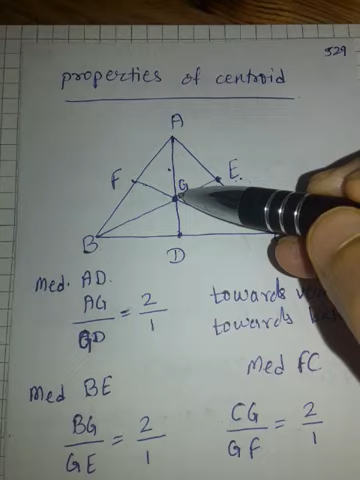 529
properties of centroid
A
F E
G
B
D
Med. AD.
AG/GD = 2/1 towards
towards
Med FC
Med BE
BG/GE = 2/1 CG/GF = 2/1